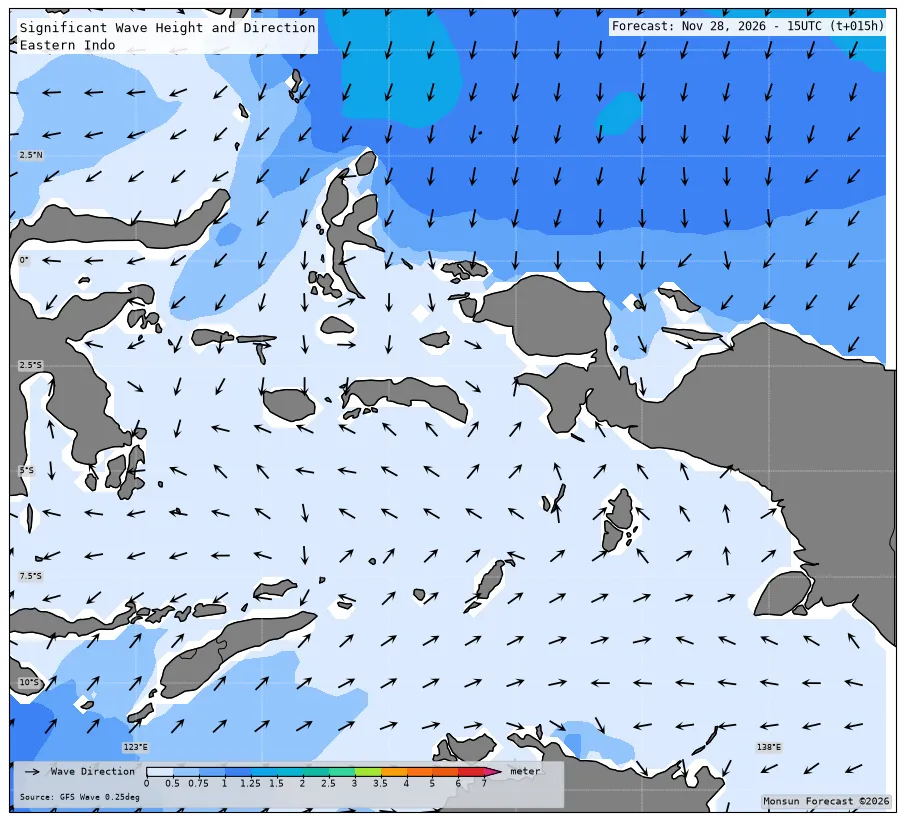 Significant Wave Height and Direction
Eastern Indo
Forecast: Nov 28, 2026 - 15UTC (t+015h)
2.5°N
0°
2.5°S
5°S
7.5°S
10°S
123°E
138°E
Wave Direction
meter
0 0.5 0.75 1 1.25 1.5 2 2.5 3 3.5 4 5 6 7
Source: GFS Wave 0.25deg
Monsun Forecast ©2026